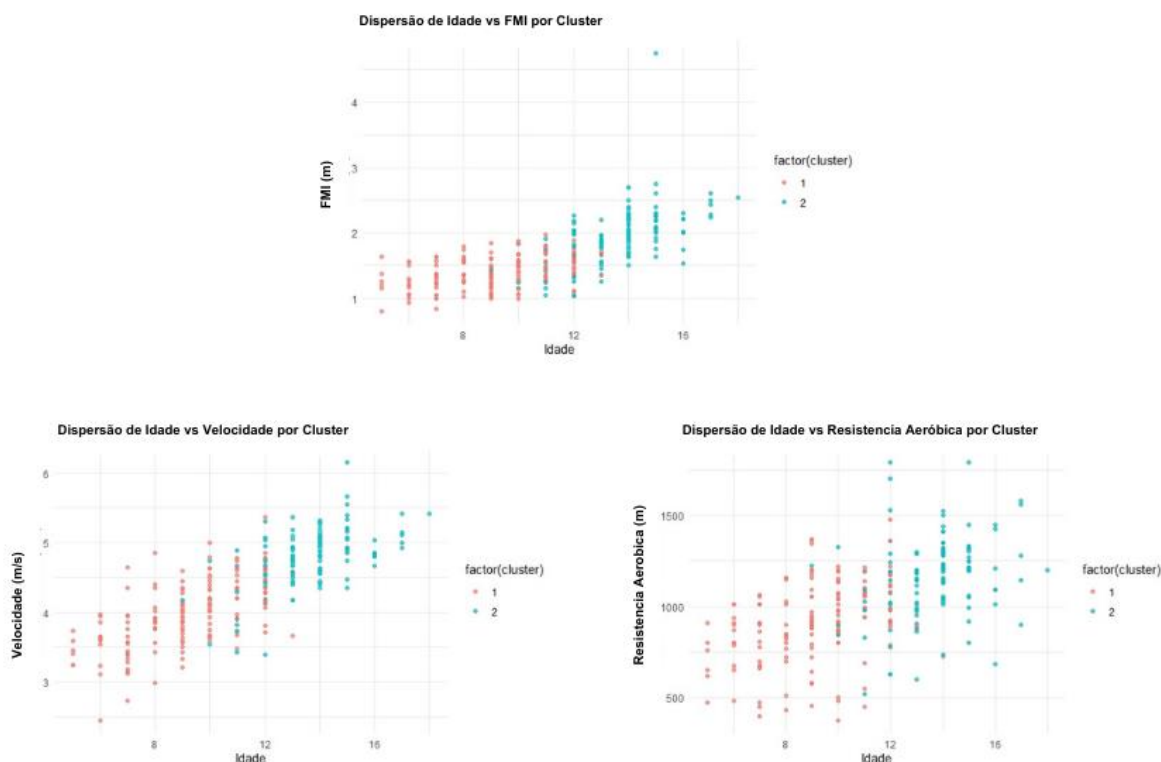 Dispersão de Idade vs FMI por Cluster
4
.3
2
1
FMI (m)
8
12
16
Idade
factor(cluster)
1
2
Dispersão de Idade vs Velocidade por Cluster
6
5
4
3
Velocidade (m/s)
8
12
16
Idade
factor(cluster)
1
2
Dispersão de Idade vs Resistencia Aeróbica por Cluster
1500
1000
500
Resistencia Aerobica (m)
8
12
16
Idade
factor(cluster)
1
2